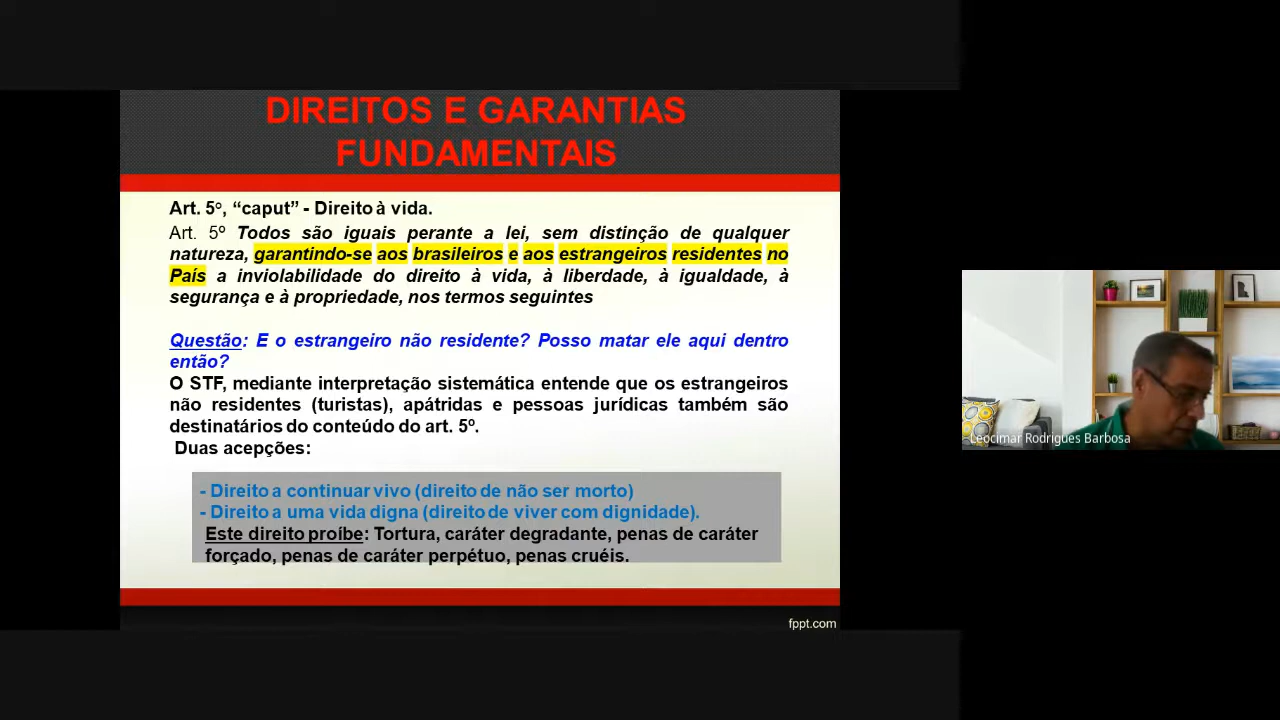 DIREITOS E GARANTIAS
FUNDAMENTAIS
Art. 5º, “caput” - Direito à vida.
Art. 5º Todos são iguais perante a lei, sem distinção de qualquer
natureza, garantindo-se aos brasileiros e aos estrangeiros residentes no
País a inviolabilidade do direito à vida, à liberdade, à igualdade, à
segurança e à propriedade, nos termos seguintes
Questão: E o estrangeiro não residente? Posso matar ele aqui dentro
então?
O STF, mediante interpretação sistemática entende que os estrangeiros
não residentes (turistas), apátridas e pessoas jurídicas também são
destinatários do conteúdo do art. 5º.
Duas acepções:
- Direito a continuar vivo (direito de não ser morto)
- Direito a uma vida digna (direito de viver com dignidade).
Este direito proíbe: Tortura, caráter degradante, penas de caráter
forçado, penas de caráter perpétuo, penas cruéis.
fppt.com
Leocimar Rodrigues Barbosa